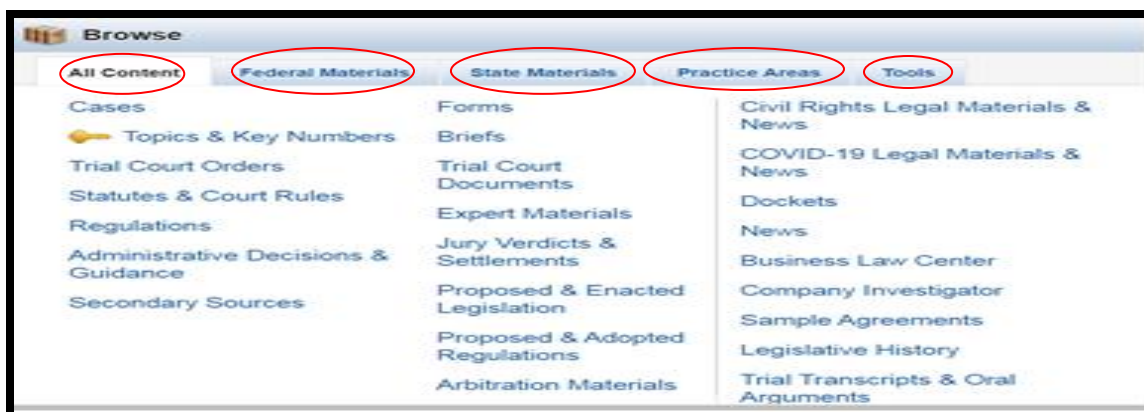 Browse
All Content
Federal Materials
State Materials
Practice Areas
Tools
Cases
Topics & Key Numbers
Trial Court Orders
Statutes & Court Rules
Regulations
Administrative Decisions &
Guidance
Secondary Sources
Forms
Briefs
Trial Court
Documents
Expert Materials
Jury Verdicts &
Settlements
Proposed & Enacted
Legislation
Proposed & Adopted
Regulations
Arbitration Materials
Civil Rights Legal Materials &
News
COVID-19 Legal Materials &
News
Dockets
News
Business Law Center
Company Investigator
Sample Agreements
Legislative History
Trial Transcripts & Oral
Arguments